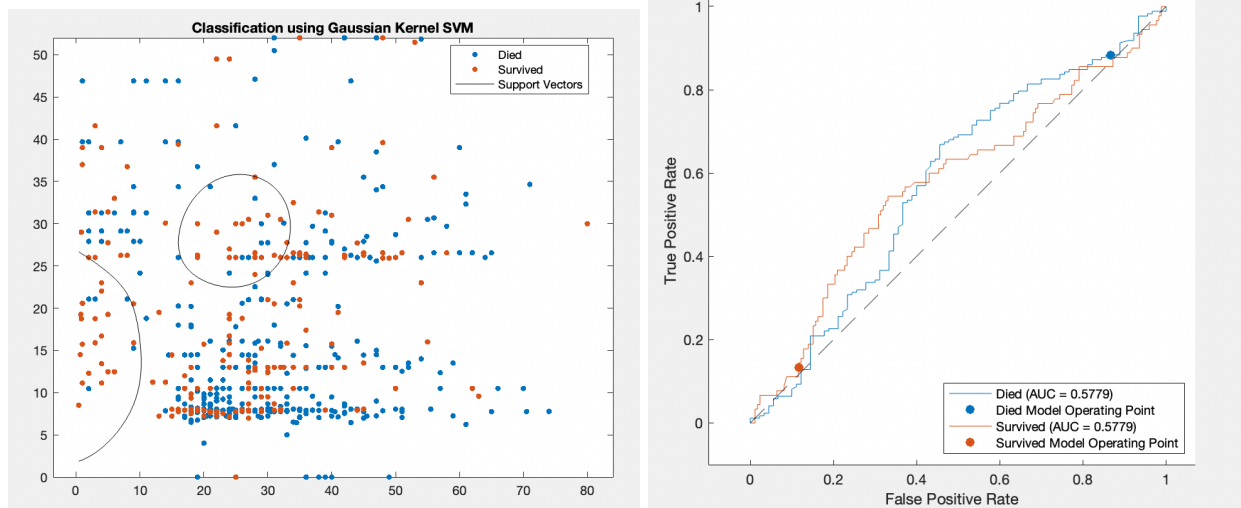 Classification using Gaussian Kernel SVM
50
45
40
35
30
25
20
15
10
5
0
0 10 20 30 40 50 60 70 80
Died
Survived
Support Vectors
1
0.8
0.6
0.4
0.2
0
0 0.2 0.4 0.6 0.8 1
True Positive Rate
False Positive Rate
Died (AUC = 0.5779)
Died Model Operating Point
Survived (AUC = 0.5779)
Survived Model Operating Point